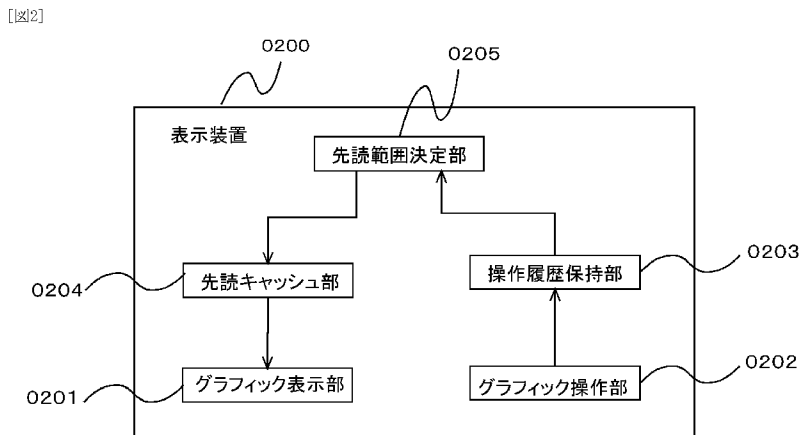 [図2]
0200
0205
表示装置
先読範囲決定部
0204
先読キャッシュ部
操作履歴保持部
0203
0201
グラフィック表示部
グラフィック操作部
0202